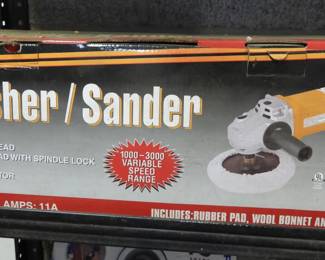 sher / Sander
EAD
AD WITH SPINDLE LOCK
TOR
1000-3000
VARIABLE
SPEED
RANGE
AMPS: 11A
INCLUDES: RUBBER PAD, WOOL BONNET AN